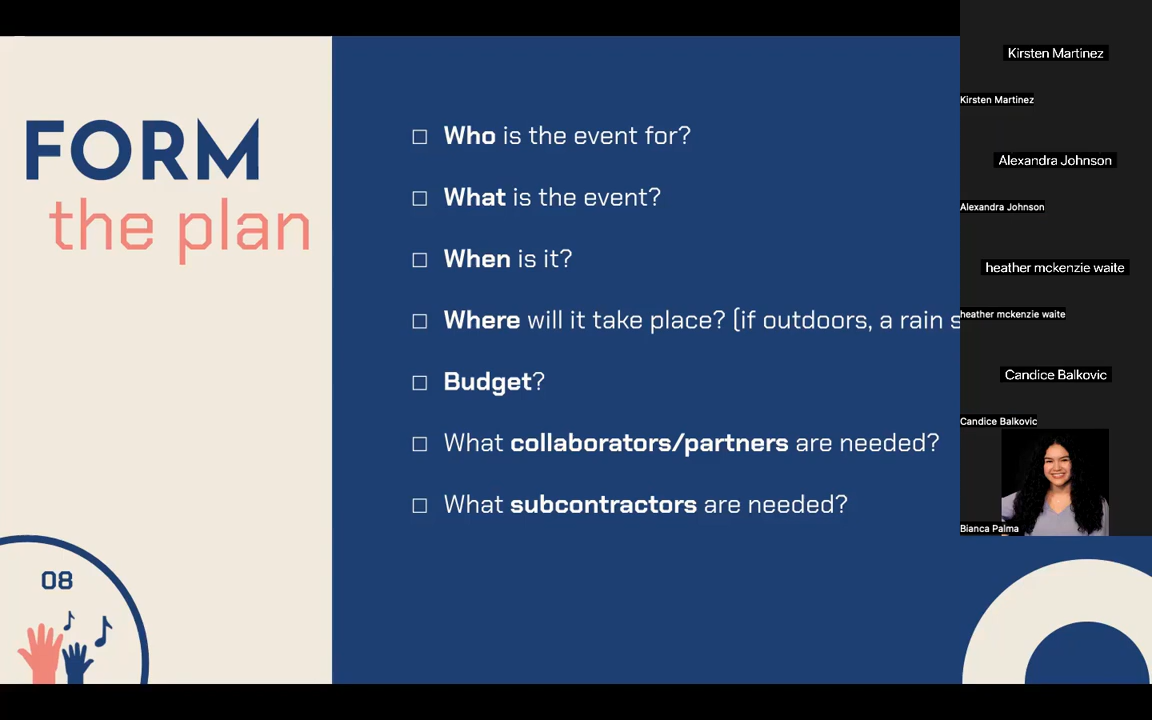 FORM
the plan
☐ Who is the event for?
☐ What is the event?
☐ When is it?
☐ Where will it take place? (if outdoors, a rain s
☐ Budget?
☐ What collaborators/partners are needed?
☐ What subcontractors are needed?
08
Kirsten Martinez
Kirsten Martinez
Alexandra Johnson
Alexandra Johnson
heather mckenzie waite
heather mckenzie waite
Candice Balkovic
Candice Balkovic
Bianca Palma